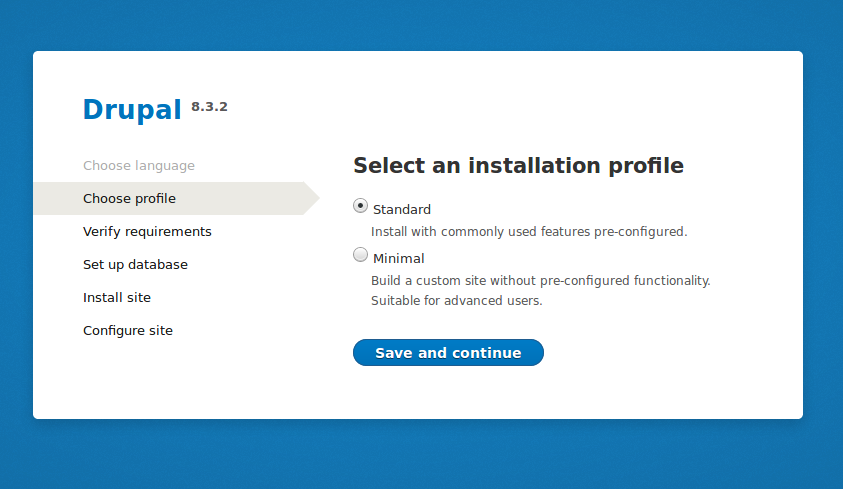 Drupal 8.3.2
Choose language
Choose profile
Verify requirements
Set up database
Install site
Configure site
Select an installation profile
Standard
Install with commonly used features pre-configured.
Minimal
Build a custom site without pre-configured functionality.
Suitable for advanced users.
Save and continue